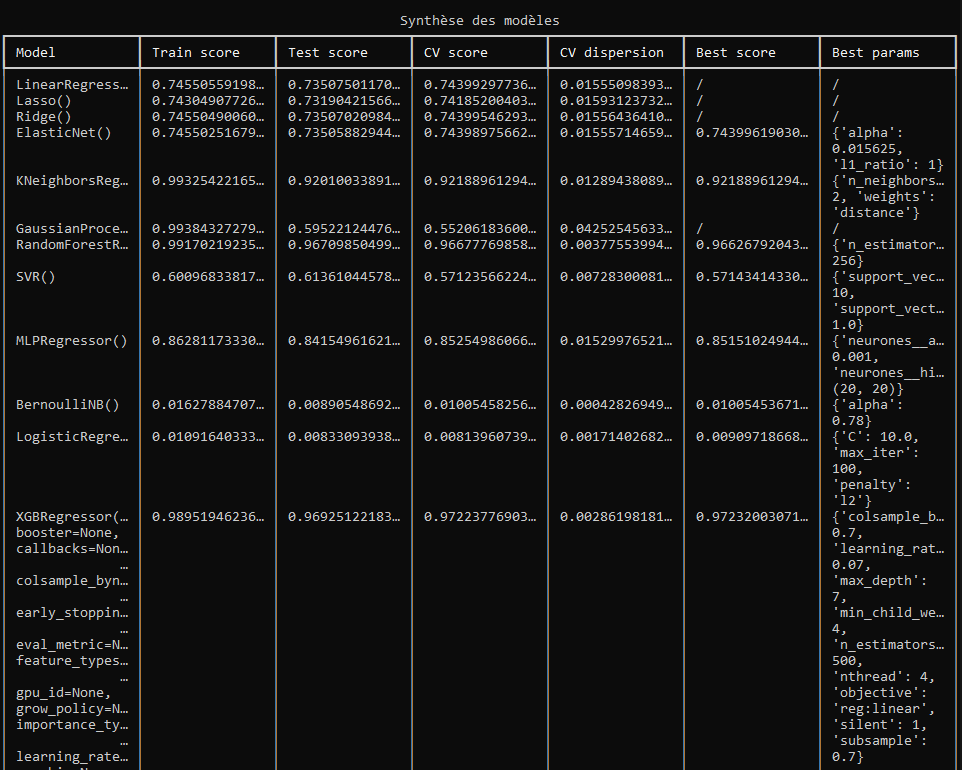 Synthèse des modèles
Model Train score Test score CV score CV dispersion Best score Best params
LinearRegress… 0.74550559198… 0.73507501170… 0.74399297736… 0.01555098393… / /
Lasso() 0.74304907726… 0.73190421566… 0.74185200403… 0.01593123732… / /
Ridge() 0.74550490060… 0.73507020984… 0.74399546293… 0.01556436410… / /
ElasticNet() 0.74550251679… 0.73505882944… 0.74398975662… 0.01555714659… 0.74399619030… {'alpha':
0.015625,
'l1_ratio': 1}
KNeighborsReg… 0.99325422165… 0.92010033891… 0.92188961294… 0.01289438089… 0.92188961294… {'n_neighbors…
2, 'weights':
'distance'}
GaussianProce… 0.99384327279… 0.59522124476… 0.55206183600… 0.04252545633… / /
RandomForestR… 0.99170219235… 0.96709850499… 0.96677769858… 0.00377553994… 0.96626792043… {'n_estimator…
256}
SVR() 0.60096833817… 0.61361044578… 0.57123566224… 0.00728300081… 0.57143414330… {'support_vec…
10,
'support_vect…
1.0}
MLPRegressor() 0.86281173330… 0.84154961621… 0.85254986066… 0.01529976521… 0.85151024944… {'neurones__a…
0.001,
'neurones__hi…
(20, 20)}
BernoulliNB() 0.01627884707… 0.00890548692… 0.01005458256… 0.00042826949… 0.01005453671… {'alpha':
0.78}
LogisticRegre… 0.01091640333… 0.00833093938… 0.00813960739… 0.00171402682… 0.00909718668… {'C': 10.0,
'max_iter':
100,
'penalty':
'l2'}
XGBRegressor(… 0.98951946236… 0.96925122183… 0.97223776903… 0.00286198181… 0.97232003071… {'colsample_b…
booster=None, 0.7,
callbacks=Non… 'learning_rat…
… 0.07,
colsample_byn… 'max_depth':
… 7,
early_stoppin… 'min_child_we…
… 4,
eval_metric=N… 'n_estimators…
feature_types… 500,
… 'nthread': 4,
gpu_id=None, 'objective':
grow_policy=N… 'reg:linear',
importance_ty… 'silent': 1,
… 'subsample':
learning_rate… 0.7}